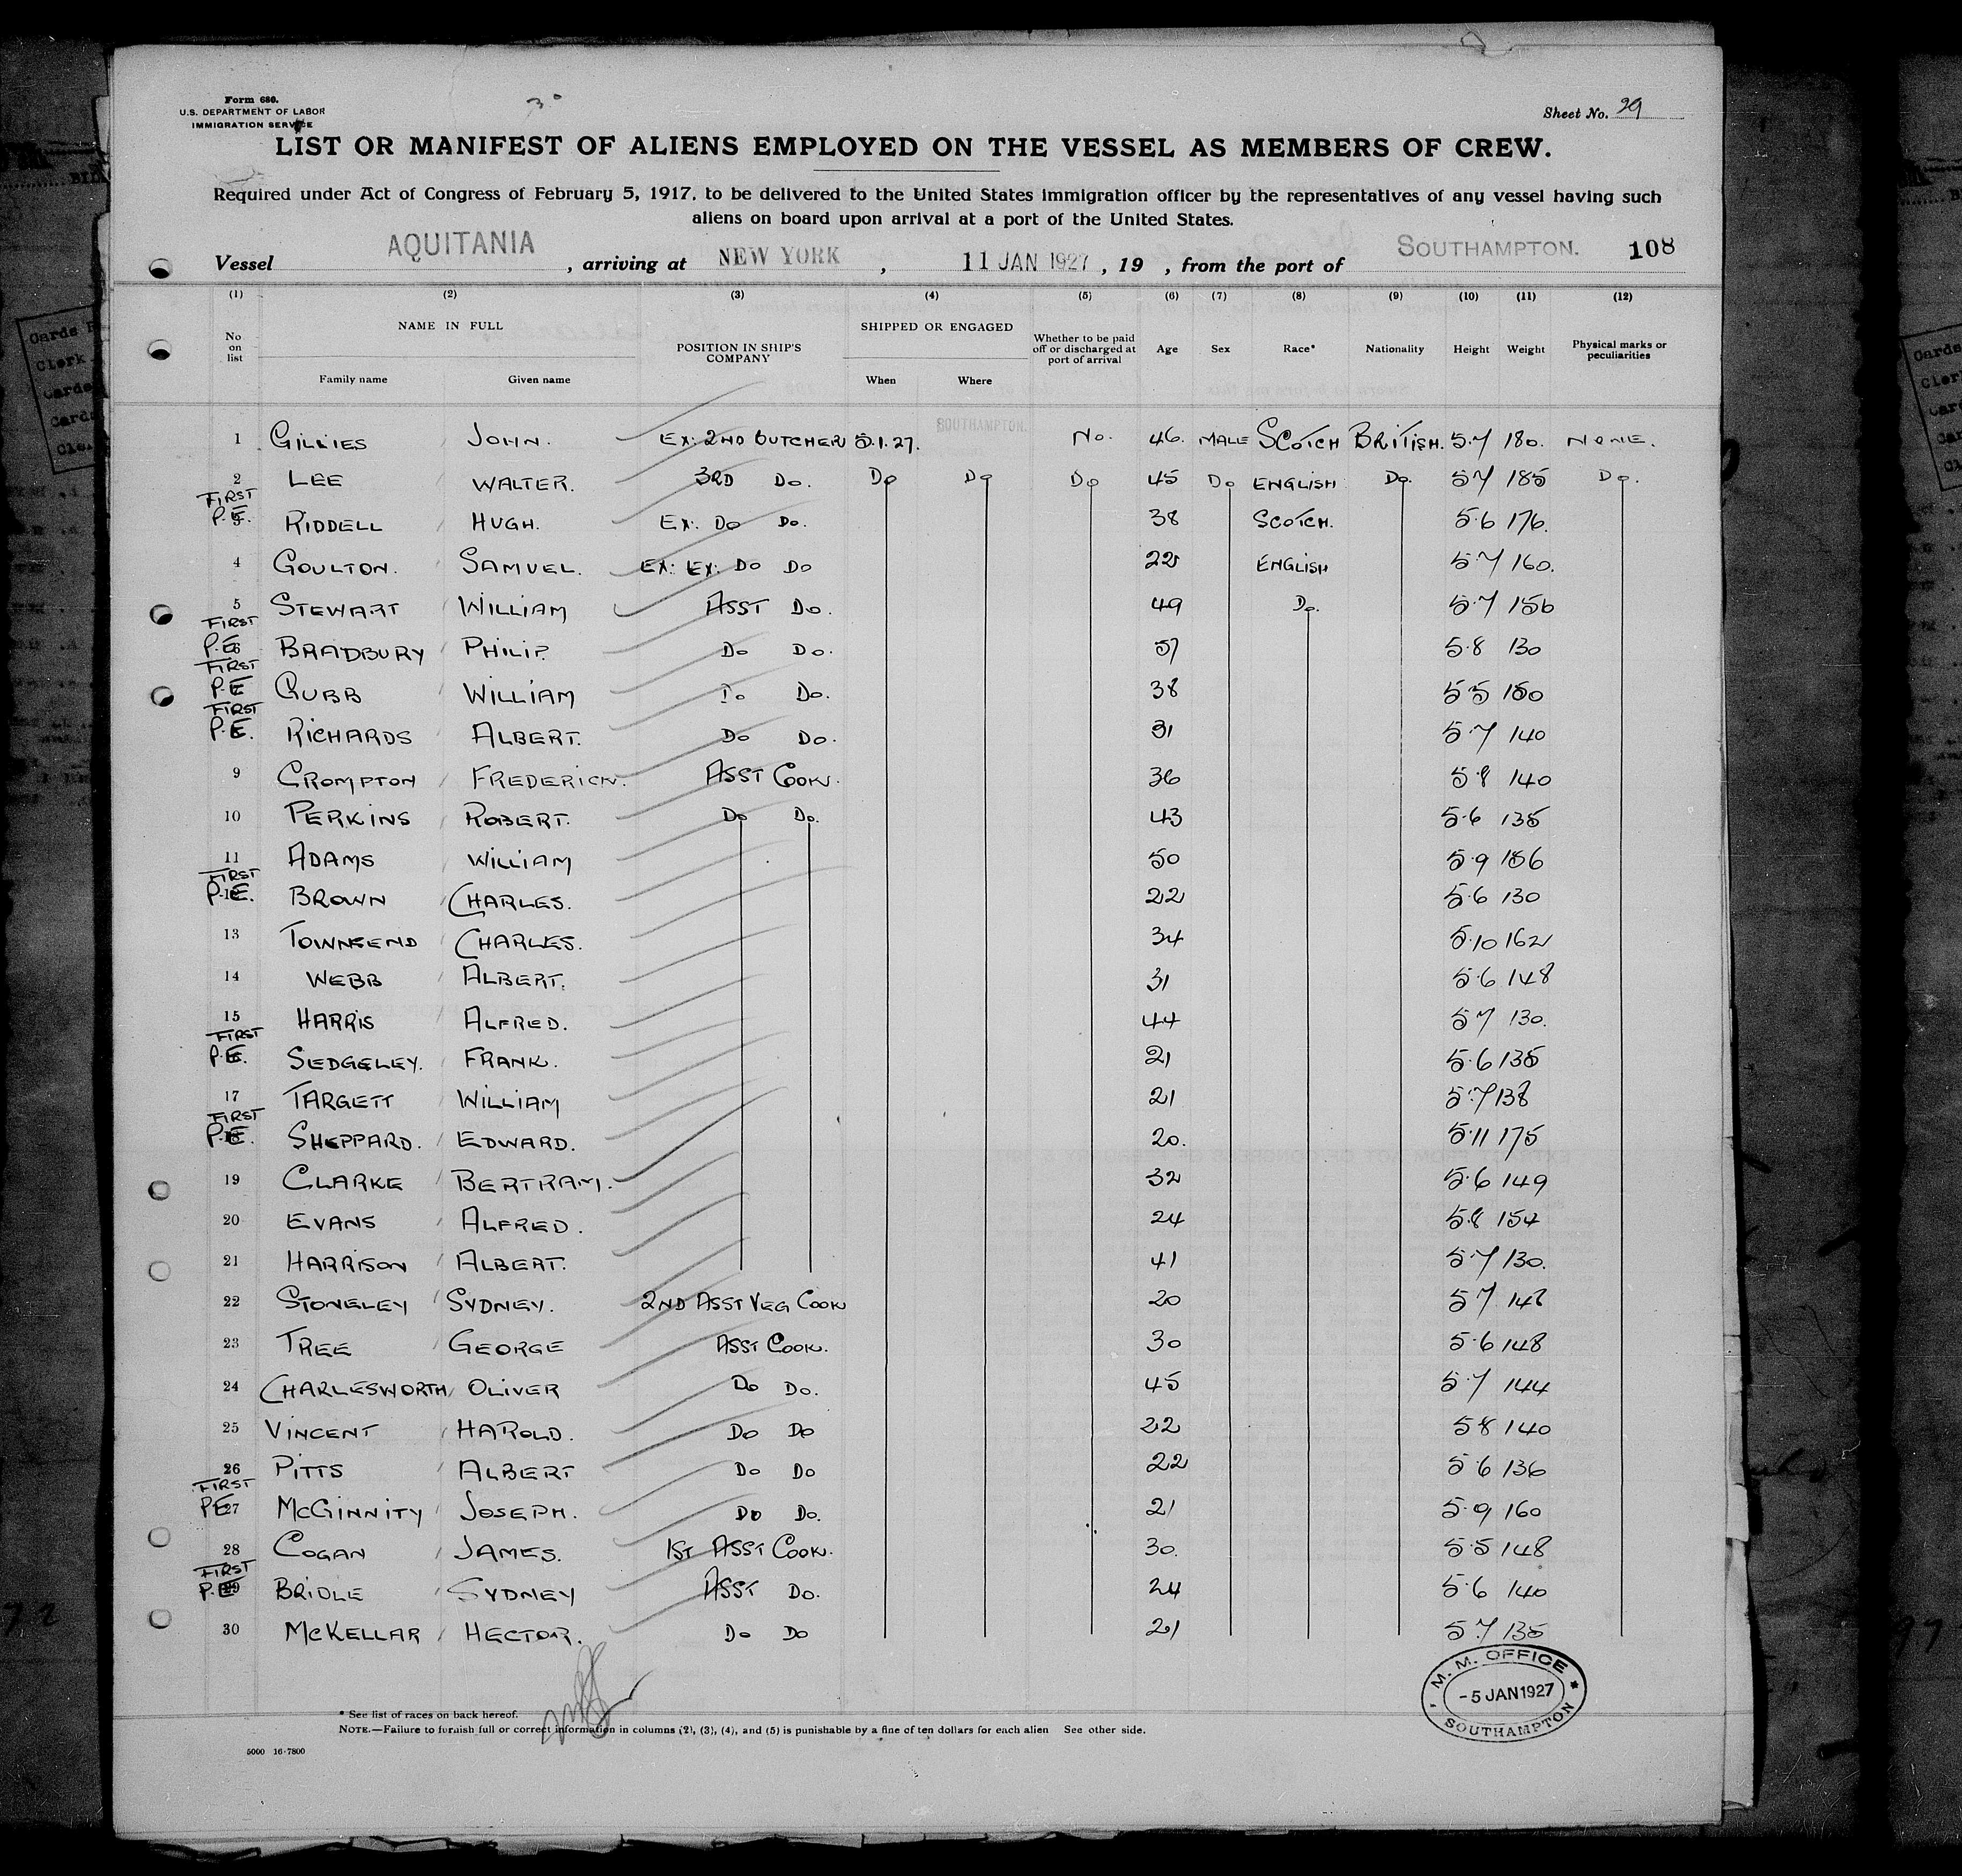 Form 680.
U.S. DEPARTMENT OF LABOR
IMMIGRATION SERVICE
Sheet No. 29
LIST OR MANIFEST OF ALIENS EMPLOYED ON THE VESSEL AS MEMBERS OF CREW.
Required under Act of Congress of February 5, 1917, to be delivered to the United States immigration officer by the representatives of any vessel having such
aliens on board upon arrival at a port of the United States.
Vessel AQUITANIA, arriving at NEW YORK, 11 JAN 1927, 19 , from the port of SOUTHAMPTON. 108
(1) (2) (3) (4) (5) (6) (7) (8) (9) (10) (11) (12)
No on list NAME IN FULL Family name Given name POSITION IN SHIP'S COMPANY SHIPPED OR ENGAGED When Where Whether to be paid off or discharged at port of arrival Age Sex Race* Nationality Height Weight Physical marks or peculiarities
1 GILLIES JOHN. EX: 2ND BUTCHER 5.1.27. SOUTHAMPTON. No. 46. MALE SCOTCH BRITISH. 5.7 180. NONE.
2 LEE WALTER. 3RD Do. Do Do Do 45 Do ENGLISH Do. 5 7 185 Do.
FIRST P.E. RIDDELL HUGH. EX: Do Do. 38 SCOTCH. 5.6 176.
4 GOULTON. SAMUEL. EX: EX: Do Do 22 ENGLISH 5.7 160.
5 STEWART WILLIAM ASST Do. 49 Do. 5.7 156
FIRST P.E. 6 BRADBURY PHILIP. Do Do. 37 5.8 130
FIRST P.E GUBB WILLIAM Do Do. 38 5 5 150
FIRST P.E. RICHARDS ALBERT. Do Do. 31 5.7 140
9 CROMPTON FREDERICK. ASST COOK. 36 5 8 140
10 PERKINS ROBERT. Do Do. 43 5.6 135
11 ADAMS WILLIAM 50 5.9 156
FIRST P.E. 12 BROWN CHARLES. 22 5.6 130
13 TOWNSEND CHARLES. 34 5.10 162
14 WEBB ALBERT. 31 5.6 148
15 HARRIS ALFRED. 44 5 7 130.
FIRST P.E. SEDGELEY. FRANK. 21 5.6 135
17 TARGETT WILLIAM 21 5.7 138
FIRST P.E. 18 SHEPPARD. EDWARD. 20. 5.11 175
19 CLARKE BERTRAM. 32 5.6 149
20 EVANS ALFRED. 24 5.8 154
21 HARRISON ALBERT. 41 5.7 130.
22 STONELEY SYDNEY. 2ND ASST VEG COOK 20 5 7 148
23 TREE GEORGE ASST COOK. 30 5.6 148
24 CHARLESWORTH OLIVER Do Do. 45 5.7 144
25 VINCENT HAROLD. Do Do 22 5 8 140
26 PITTS ALBERT Do Do 22 5 6 136
FIRST P.E 27 McGINNITY JOSEPH. Do Do. 21 5.9 160
28 COGAN JAMES. 1ST ASST COOK. 30. 5.5 148
FIRST P.E 29 BRIDLE SYDNEY ASST Do. 24 5.6 140
30 McKELLAR HECTOR. Do Do 21 5.7 135
M. M. OFFICE
- 5 JAN 1927
SOUTHAMPTON
* See list of races on back hereof.
NOTE.—Failure to furnish full or correct information in columns (2), (3), (4), and (5) is punishable by a fine of ten dollars for each alien See other side.
5000 16-7800